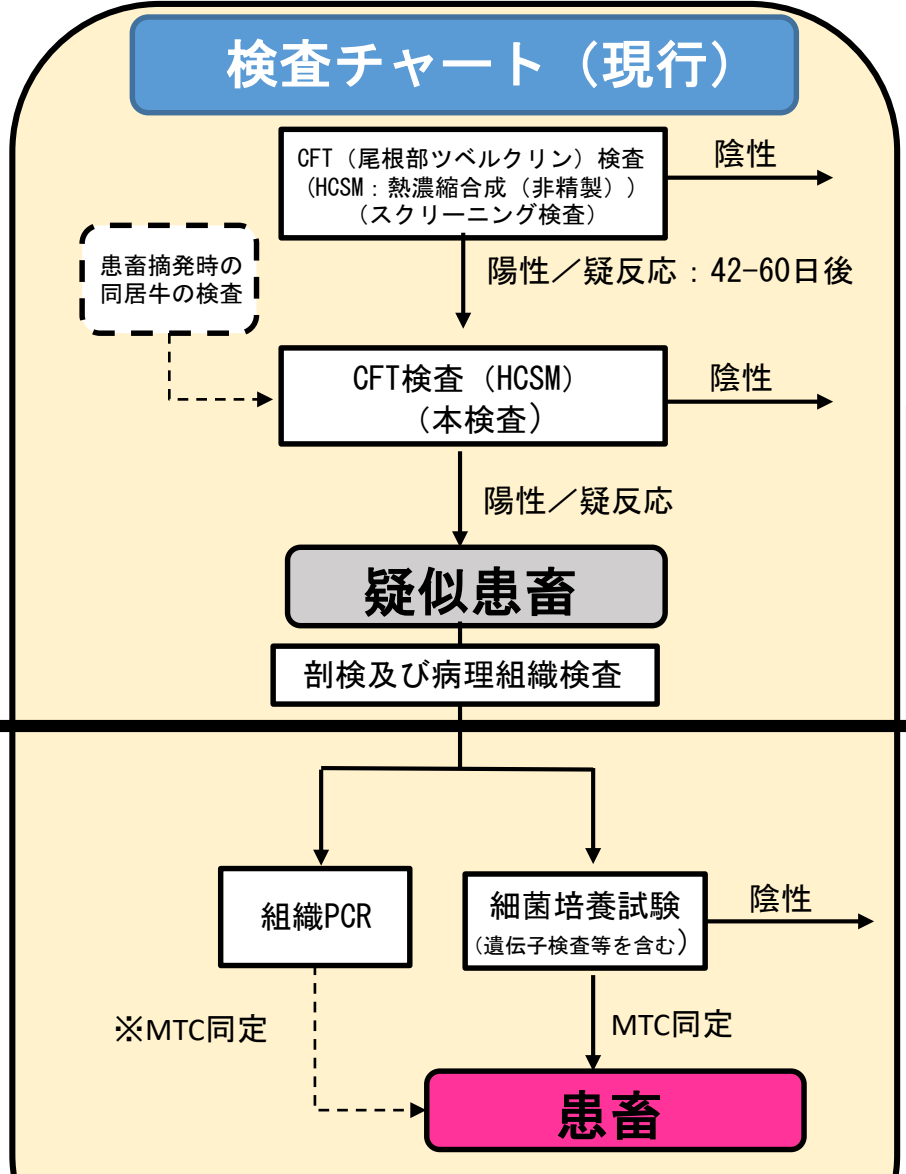 検査チャート（現行）
CFT（尾根部ツベルクリン）検査
(HCSM：熱濃縮合成（非精製））
（スクリーニング検査）
陰性
陽性／疑反応：42-60日後
患畜摘発時の
同居牛の検査
CFT検査（HCSM）
（本検査）
陰性
陽性／疑反応
疑似患畜
剖検及び病理組織検査
組織PCR
細菌培養試験
（遺伝子検査等を含む）
陰性
※MTC同定
MTC同定
患畜